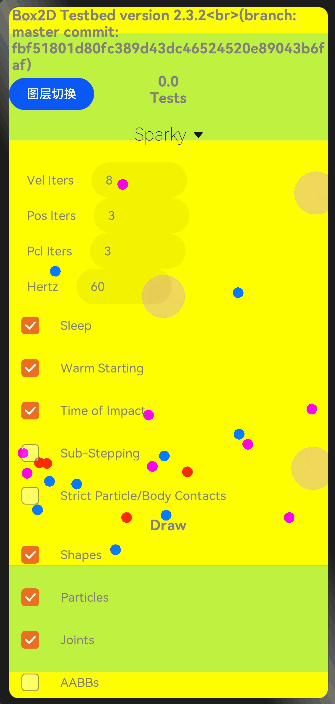 Box2D Testbed version 2.3.2<br>(branch:
master commit:
fbf51801d80fc389d43dc46524520e89043b6f
af)
图层切换
0.0
Tests
Sparky
Vel Iters 8
Pos Iters 3
Pcl Iters 3
Hertz 60
Sleep
Warm Starting
Time of Impact
Sub-Stepping
Strict Particle/Body Contacts
Draw
Shapes
Particles
Joints
AABBs